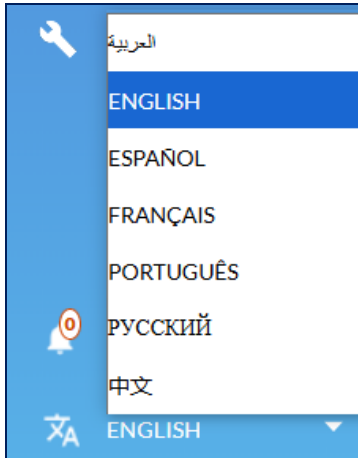 العربية
ENGLISH
ESPAÑOL
FRANÇAIS
PORTUGUÊS
РУССКИЙ
0
中文
ENGLISH